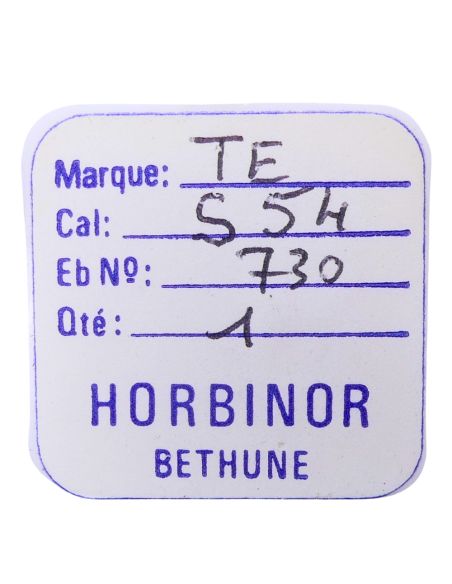 Marque: TE
Cal: S 54
Eb Nº: 730
Qté: 1
HORBINOR
BETHUNE